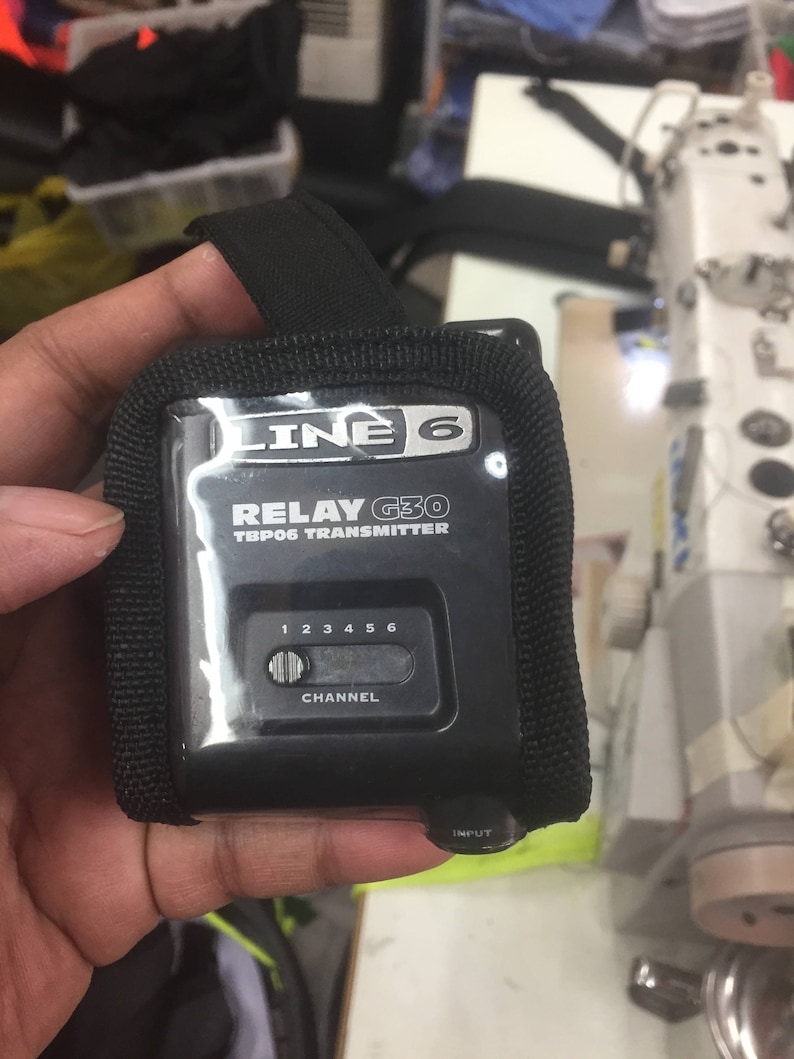 LINE 6
RELAY G30
TBP06 TRANSMITTER
1 2 3 4 5 6
CHANNEL
INPUT